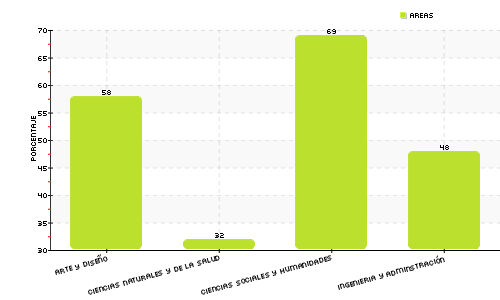 AREAS
70
65
60
55
50
45
40
35
30
PORCENTAJE
58
32
69
48
ARTE Y DISEÑO
CIENCIAS NATURALES Y DE LA SALUD
CIENCIAS SOCIALES Y HUMANIDADES
INGENIERIA Y ADMINSTRACIÓN